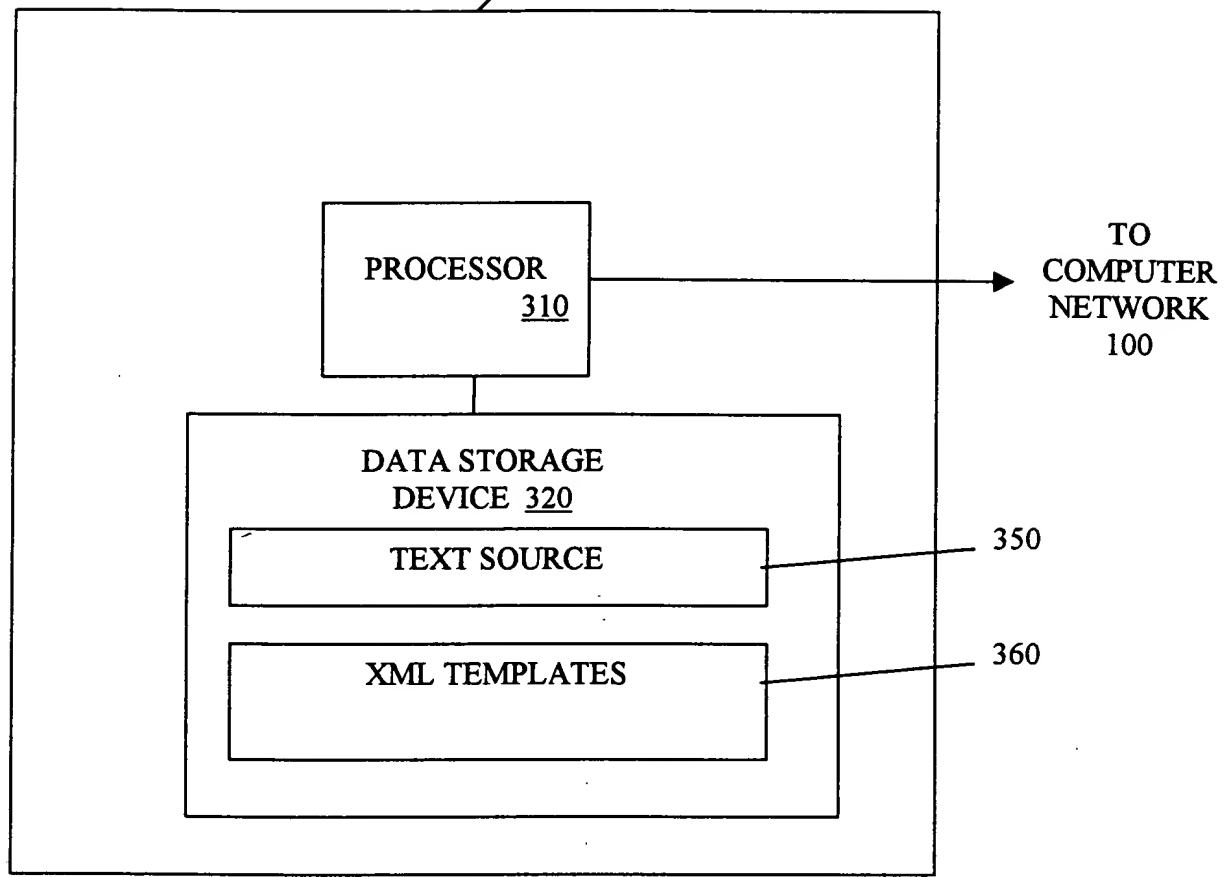 PROCESSOR
310
TO
COMPUTER
NETWORK
100
DATA STORAGE
DEVICE 320
TEXT SOURCE
350
XML TEMPLATES
360